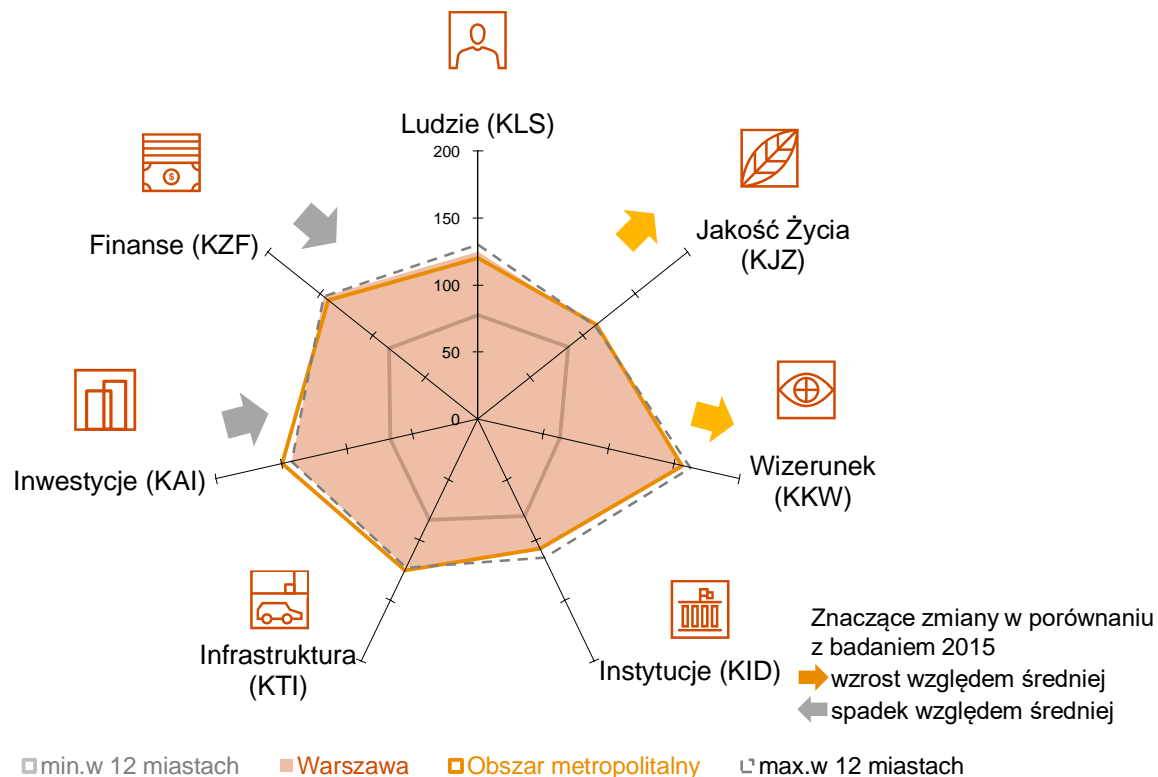 Ludzie (KLS)
200
150
100
50
0
Jakość Życia
(KJZ)
Wizerunek
(KKW)
Instytucje (KID)
Infrastruktura
(KTI)
Inwestycje (KAI)
Finanse (KZF)
$
Znaczące zmiany w porównaniu
z badaniem 2015
wzrost względem średniej
spadek względem średniej
min.w 12 miastach
Warszawa
Obszar metropolitalny
max.w 12 miastach